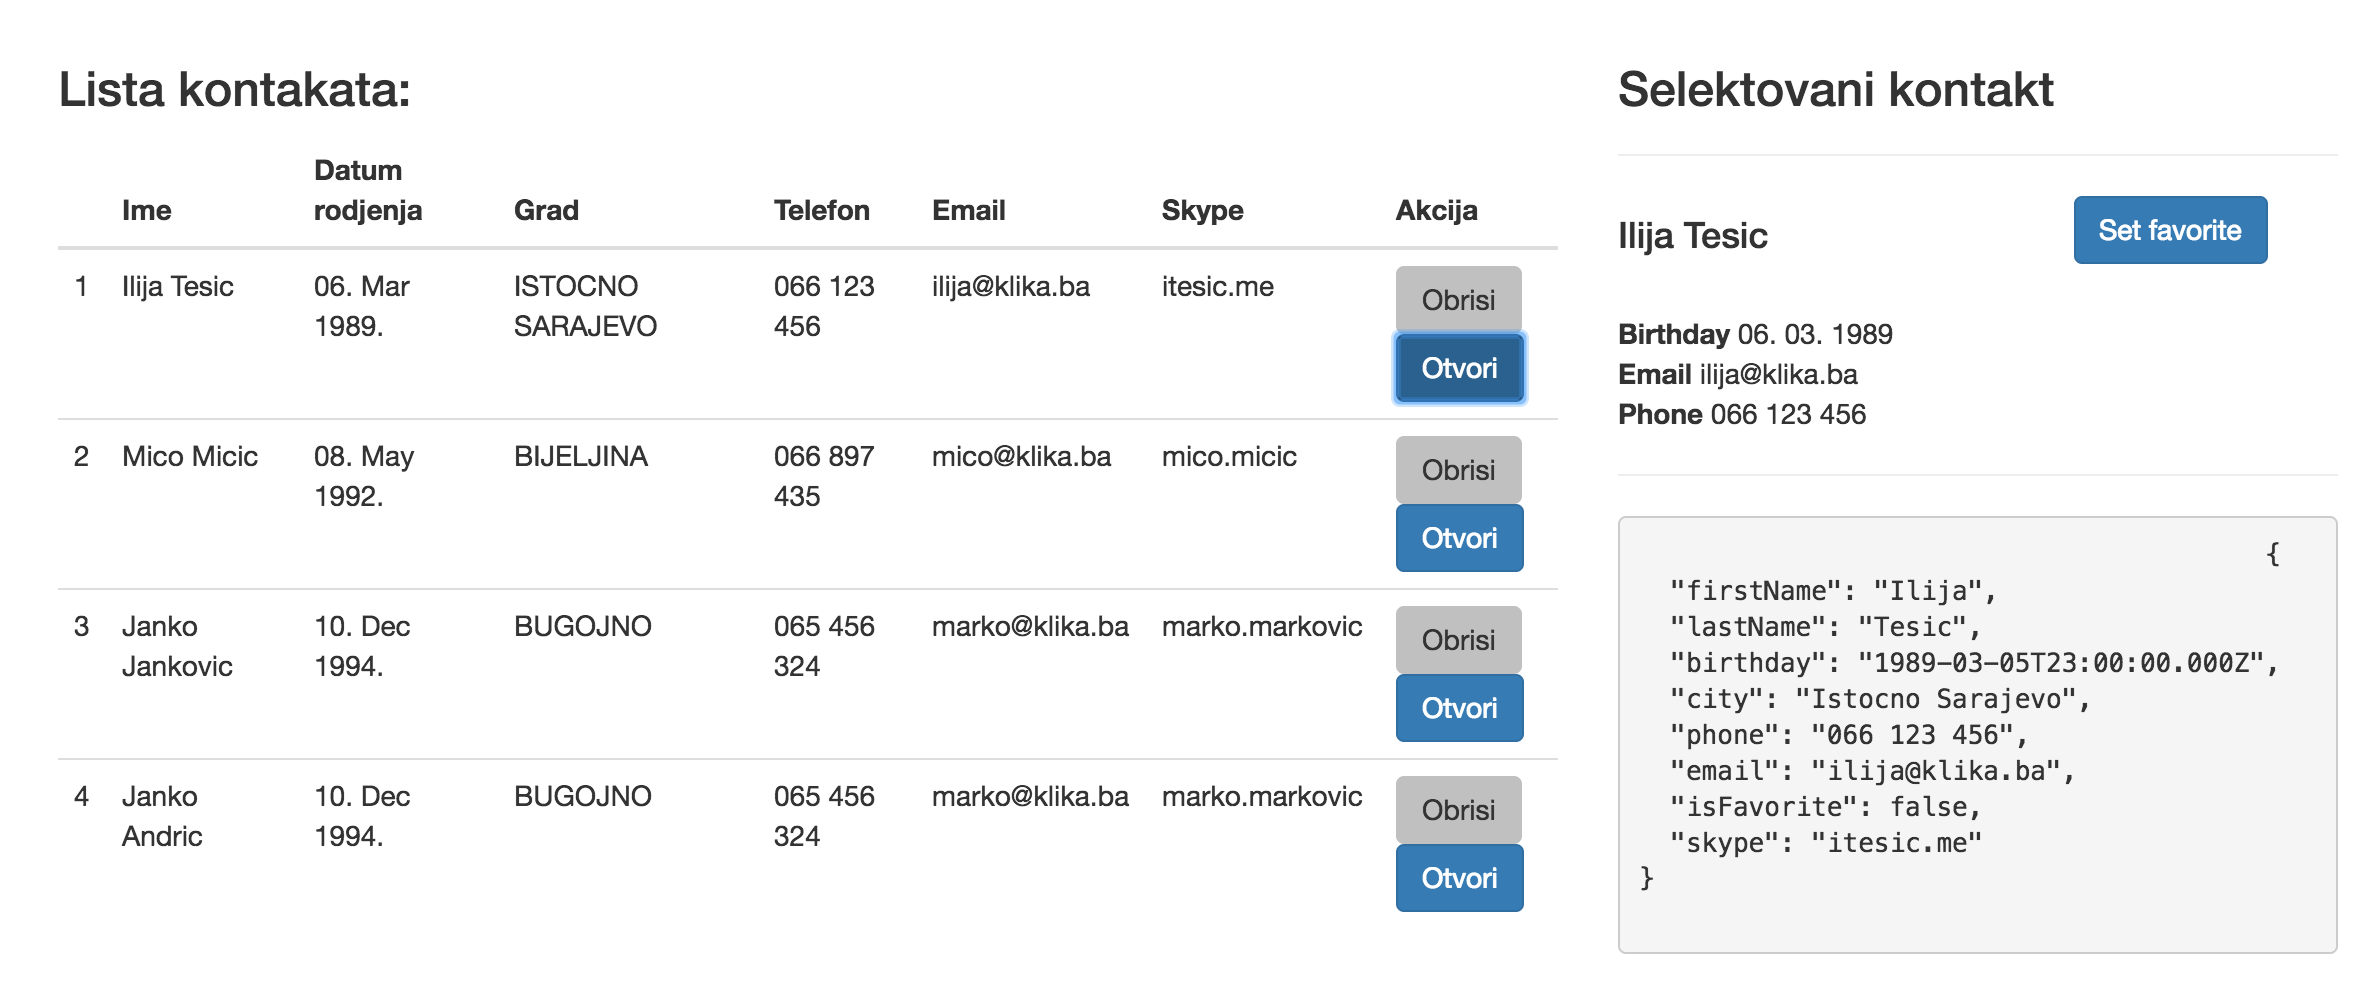 Lista kontakata:
Ime Datum rodjenja Grad Telefon Email Skype Akcija
1 Ilija Tesic 06. Mar 1989. ISTOCNO SARAJEVO 066 123 456 ilija@klika.ba itesic.me Obrisi Otvori
2 Mico Micic 08. May 1992. BIJELJINA 066 897 435 mico@klika.ba mico.micic Obrisi Otvori
3 Janko Jankovic 10. Dec 1994. BUGOJNO 065 456 324 marko@klika.ba marko.markovic Obrisi Otvori
4 Janko Andric 10. Dec 1994. BUGOJNO 065 456 324 marko@klika.ba marko.markovic Obrisi Otvori
Selektovani kontakt
Ilija Tesic Set favorite
Birthday 06. 03. 1989
Email ilija@klika.ba
Phone 066 123 456
{
"firstName": "Ilija",
"lastName": "Tesic",
"birthday": "1989-03-05T23:00:00.000Z",
"city": "Istocno Sarajevo",
"phone": "066 123 456",
"email": "ilija@klika.ba",
"isFavorite": false,
"skype": "itesic.me"
}